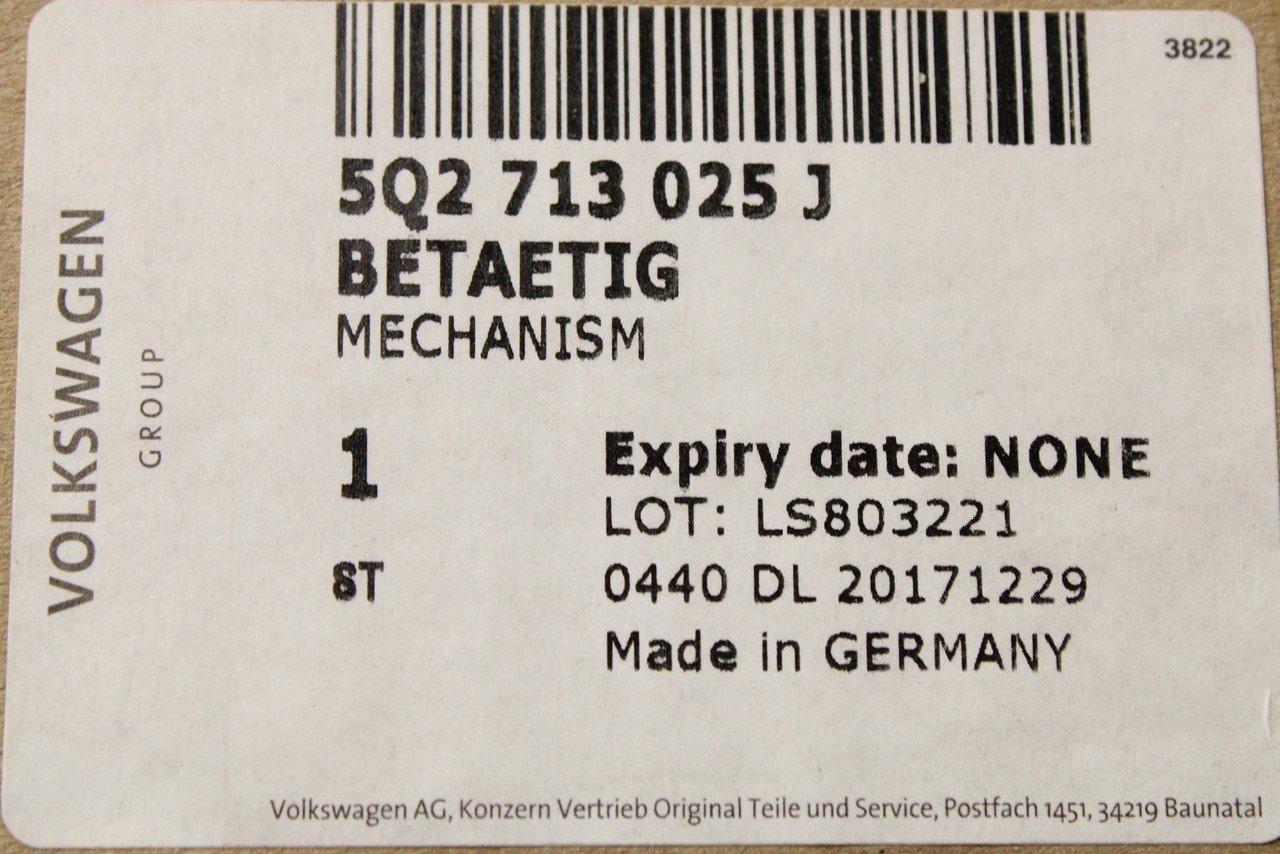 3822
5Q2 713 025 J
BETAETIG
MECHANISM
VOLKSWAGEN
GROUP
1
Expiry date: NONE
LOT: LS803221
ST
0440 DL 20171229
Made in GERMANY
Volkswagen AG, Konzern Vertrieb Original Teile und Service, Postfach 1451, 34219 Baunatal